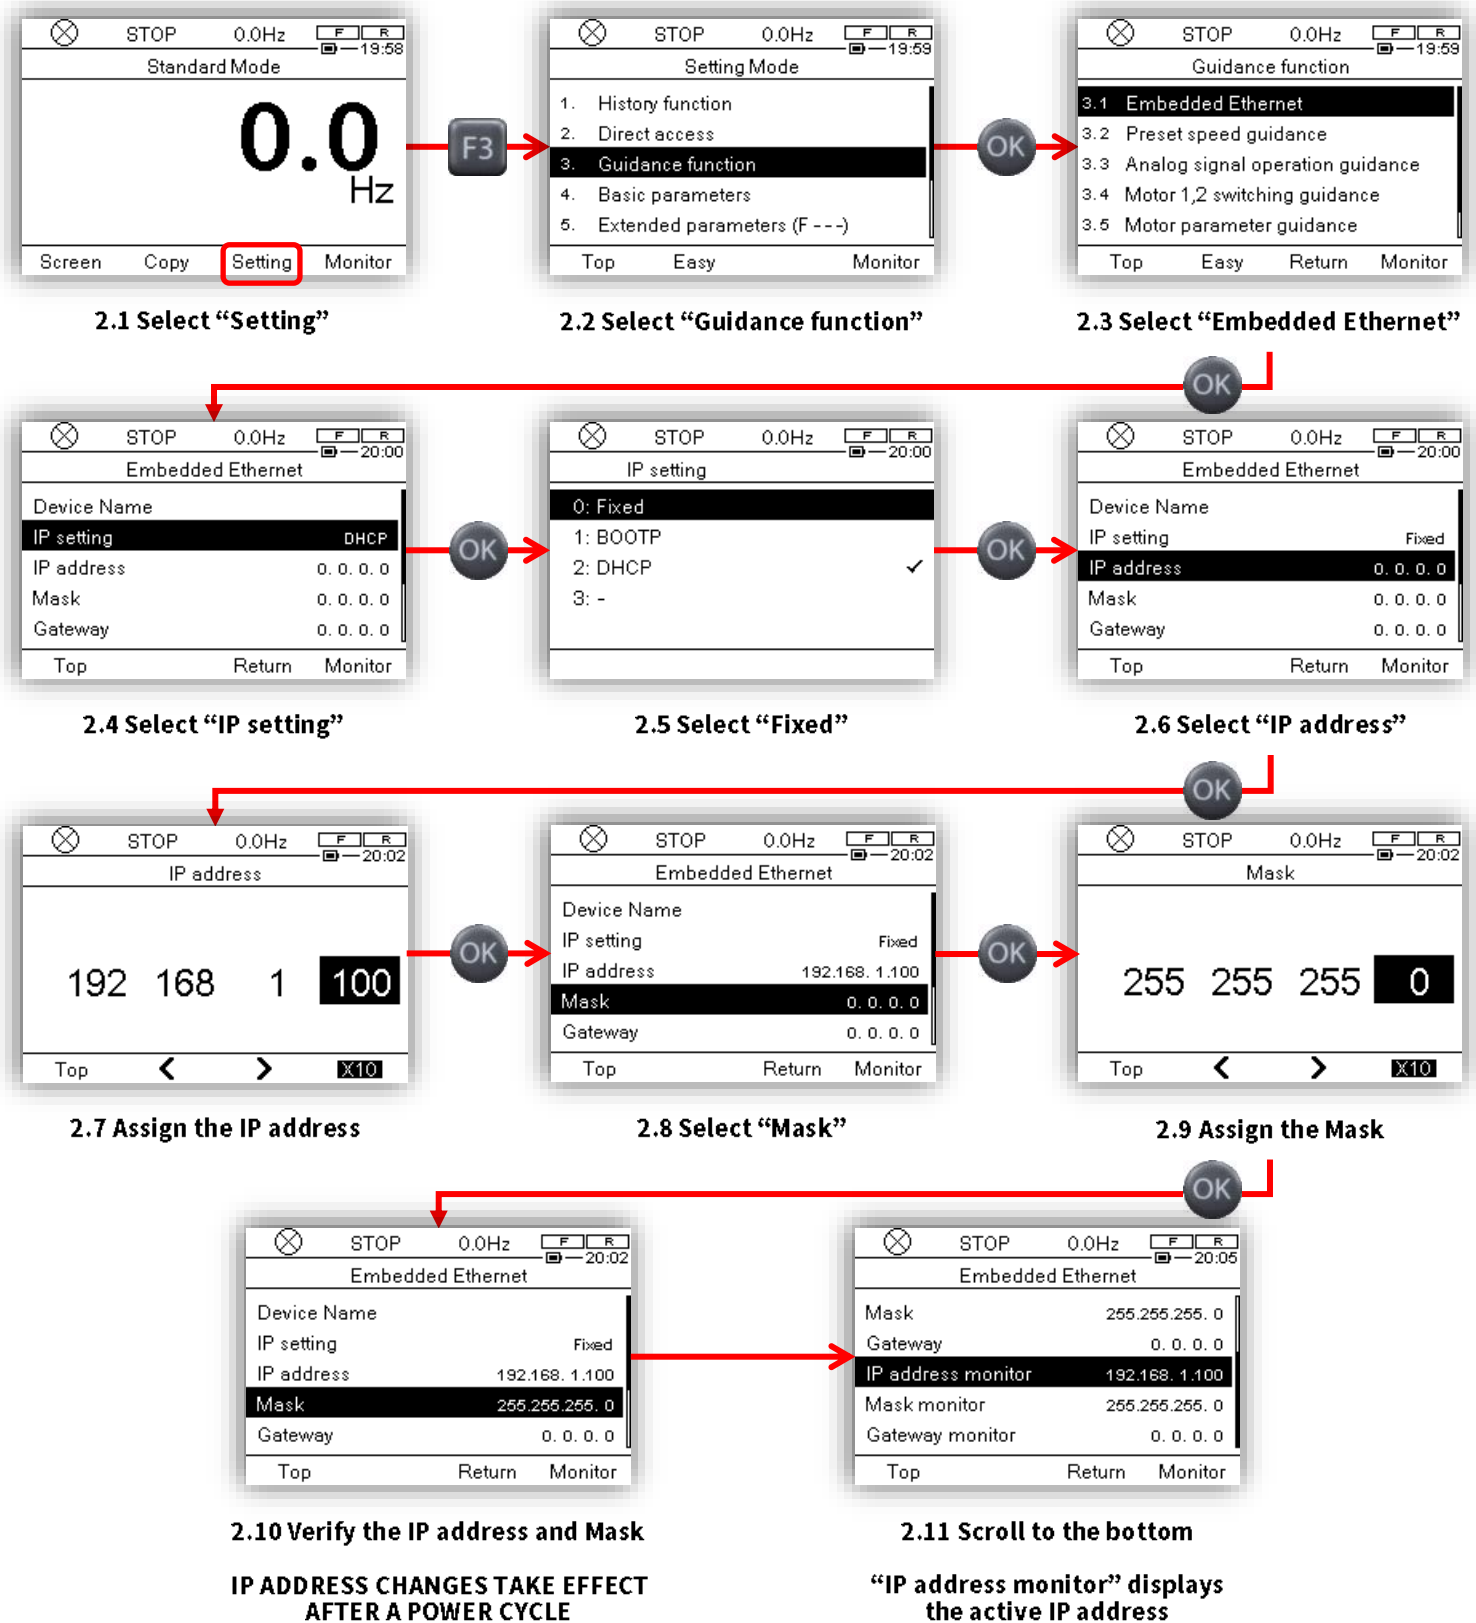 STOP 0.0Hz F R
19:58
Standard Mode
0.0
Hz
Screen Copy Setting Monitor
2.1 Select “Setting”
F3
STOP 0.0Hz F R
19:59
Setting Mode
1. History function
2. Direct access
3. Guidance function
4. Basic parameters
5. Extended parameters (F ---)
Top Easy Monitor
2.2 Select “Guidance function”
OK
STOP 0.0Hz F R
19:59
Guidance function
3.1 Embedded Ethernet
3.2 Preset speed guidance
3.3 Analog signal operation guidance
3.4 Motor 1,2 switching guidance
3.5 Motor parameter guidance
Top Easy Return Monitor
2.3 Select “Embedded Ethernet”
OK
STOP 0.0Hz F R
20:00
Embedded Ethernet
Device Name
IP setting DHCP
IP address 0. 0. 0. 0
Mask 0. 0. 0. 0
Gateway 0. 0. 0. 0
Top Return Monitor
2.4 Select “IP setting”
OK
STOP 0.0Hz F R
20:00
IP setting
0: Fixed
1: BOOTP
2: DHCP ✓
3: -
2.5 Select “Fixed”
OK
STOP 0.0Hz F R
20:00
Embedded Ethernet
Device Name
IP setting Fixed
IP address 0. 0. 0. 0
Mask 0. 0. 0. 0
Gateway 0. 0. 0. 0
Top Return Monitor
2.6 Select “IP address”
OK
STOP 0.0Hz F R
20:02
IP address
192 168 1 100
Top < > X10
2.7 Assign the IP address
OK
STOP 0.0Hz F R
20:02
Embedded Ethernet
Device Name
IP setting Fixed
IP address 192.168. 1.100
Mask 0. 0. 0. 0
Gateway 0. 0. 0. 0
Top Return Monitor
2.8 Select “Mask”
OK
STOP 0.0Hz F R
20:02
Mask
255 255 255 0
Top < > X10
2.9 Assign the Mask
OK
STOP 0.0Hz F R
20:02
Embedded Ethernet
Device Name
IP setting Fixed
IP address 192.168. 1.100
Mask 255.255.255. 0
Gateway 0. 0. 0. 0
Top Return Monitor
2.10 Verify the IP address and Mask
IP ADDRESS CHANGES TAKE EFFECT
AFTER A POWER CYCLE
STOP 0.0Hz F R
20:05
Embedded Ethernet
Mask 255.255.255. 0
Gateway 0. 0. 0. 0
IP address monitor 192.168. 1.100
Mask monitor 255.255.255. 0
Gateway monitor 0. 0. 0. 0
Top Return Monitor
2.11 Scroll to the bottom
“IP address monitor” displays
the active IP address